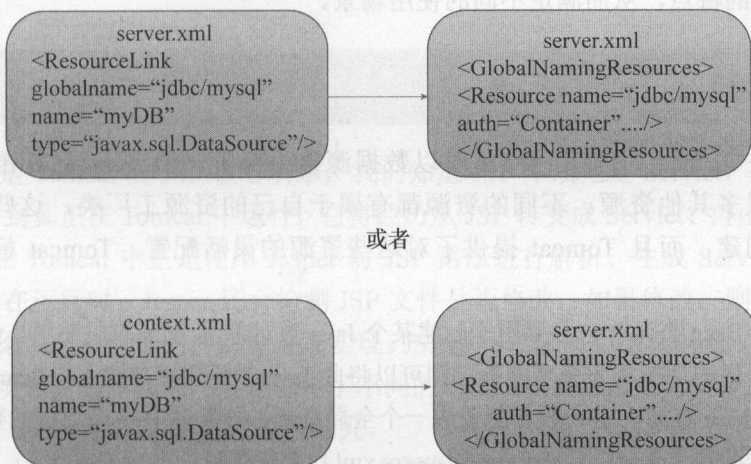 server.xml
<ResourceLink
globalname=“jdbc/mysql”
name=“myDB”
type=“javax.sql.DataSource”/>
server.xml
<GlobalNamingResources>
<Resource name=“jdbc/mysql”
auth=“Container”..../>
</GlobalNamingResources>
或者
context.xml
<ResourceLink
globalname=“jdbc/mysql”
name=“myDB”
type=“javax.sql.DataSource”/>
server.xml
<GlobalNamingResources>
<Resource name=“jdbc/mysql”
auth=“Container”..../>
</GlobalNamingResources>